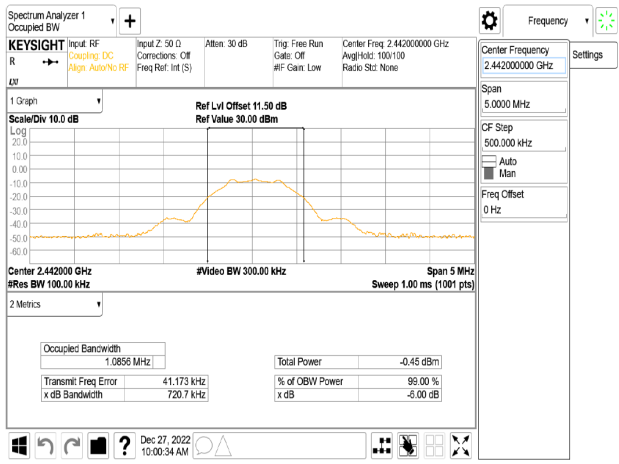 Spectrum Analyzer 1
Occupied BW
Frequency
KEYSIGHT Input: RF Input Z: 50 Ω Atten: 30 dB Trig: Free Run Center Freq: 2.442000000 GHz
R Coupling: DC Corrections: Off Gate: Off Avg|Hold: 100/100
Align: Auto/No RF Freq Ref: Int (S) #IF Gain: Low Radio Std: None
LXI
Center Frequency
2.442000000 GHz
Settings
Span
5.0000 MHz
CF Step
500.000 kHz
Auto
Man
Freq Offset
0 Hz
1 Graph
Ref Lvl Offset 11.50 dB
Scale/Div 10.0 dB Ref Value 30.00 dBm
Log
20.0
10.0
0.00
-10.0
-20.0
-30.0
-40.0
-50.0
-60.0
Center 2.442000 GHz #Video BW 300.00 kHz Span 5 MHz
#Res BW 100.00 kHz Sweep 1.00 ms (1001 pts)
2 Metrics
Occupied Bandwidth
1.0856 MHz
Total Power -0.45 dBm
Transmit Freq Error 41.173 kHz % of OBW Power 99.00 %
x dB Bandwidth 720.7 kHz x dB -6.00 dB
? Dec 27, 2022
10:00:34 AM